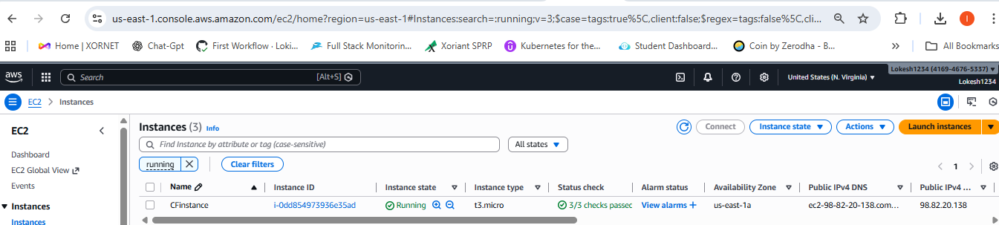 us-east-1.console.aws.amazon.com/ec2/home?region=us-east-1#Instances:search=:running;v=3;$case=tags:true%5C,client:false;$regex=tags:false%5C,cli...
I
Home | XORNET Chat-Gpt First Workflow · Loki... Full Stack Monitorin... Xoriant SPRP Kubernetes for the... Student Dashboard... Coin by Zerodha - B... » All Bookmarks
aws Search [Alt+S] United States (N. Virginia) ▼ Lokesh1234 (4169-4676-5337) ▼
Lokesh1234
EC2 > Instances
EC2
Dashboard
EC2 Global View
Events
Instances
Instances
Instances (3) Info Connect Instance state ▼ Actions ▼ Launch instances ▼
Find Instance by attribute or tag (case-sensitive) All states ▼
running X Clear filters < 1 >
Name Instance ID Instance state Instance type Status check Alarm status Availability Zone Public IPv4 DNS Public IPv4 ...
CFinstance i-0dd854973936e35ad Running t3.micro 3/3 checks passec View alarms + us-east-1a ec2-98-82-20-138.com... 98.82.20.138